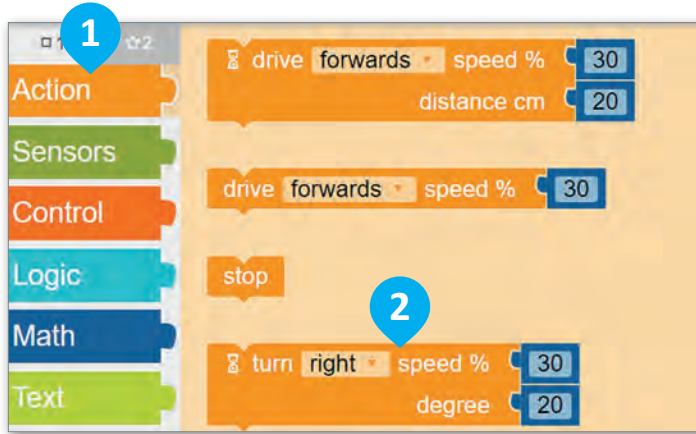 1
2
Action
Sensors
Control
Logic
Math
Text
drive forwards speed % 30
distance cm 20
drive forwards speed % 30
stop
2
turn right speed % 30
degree 20